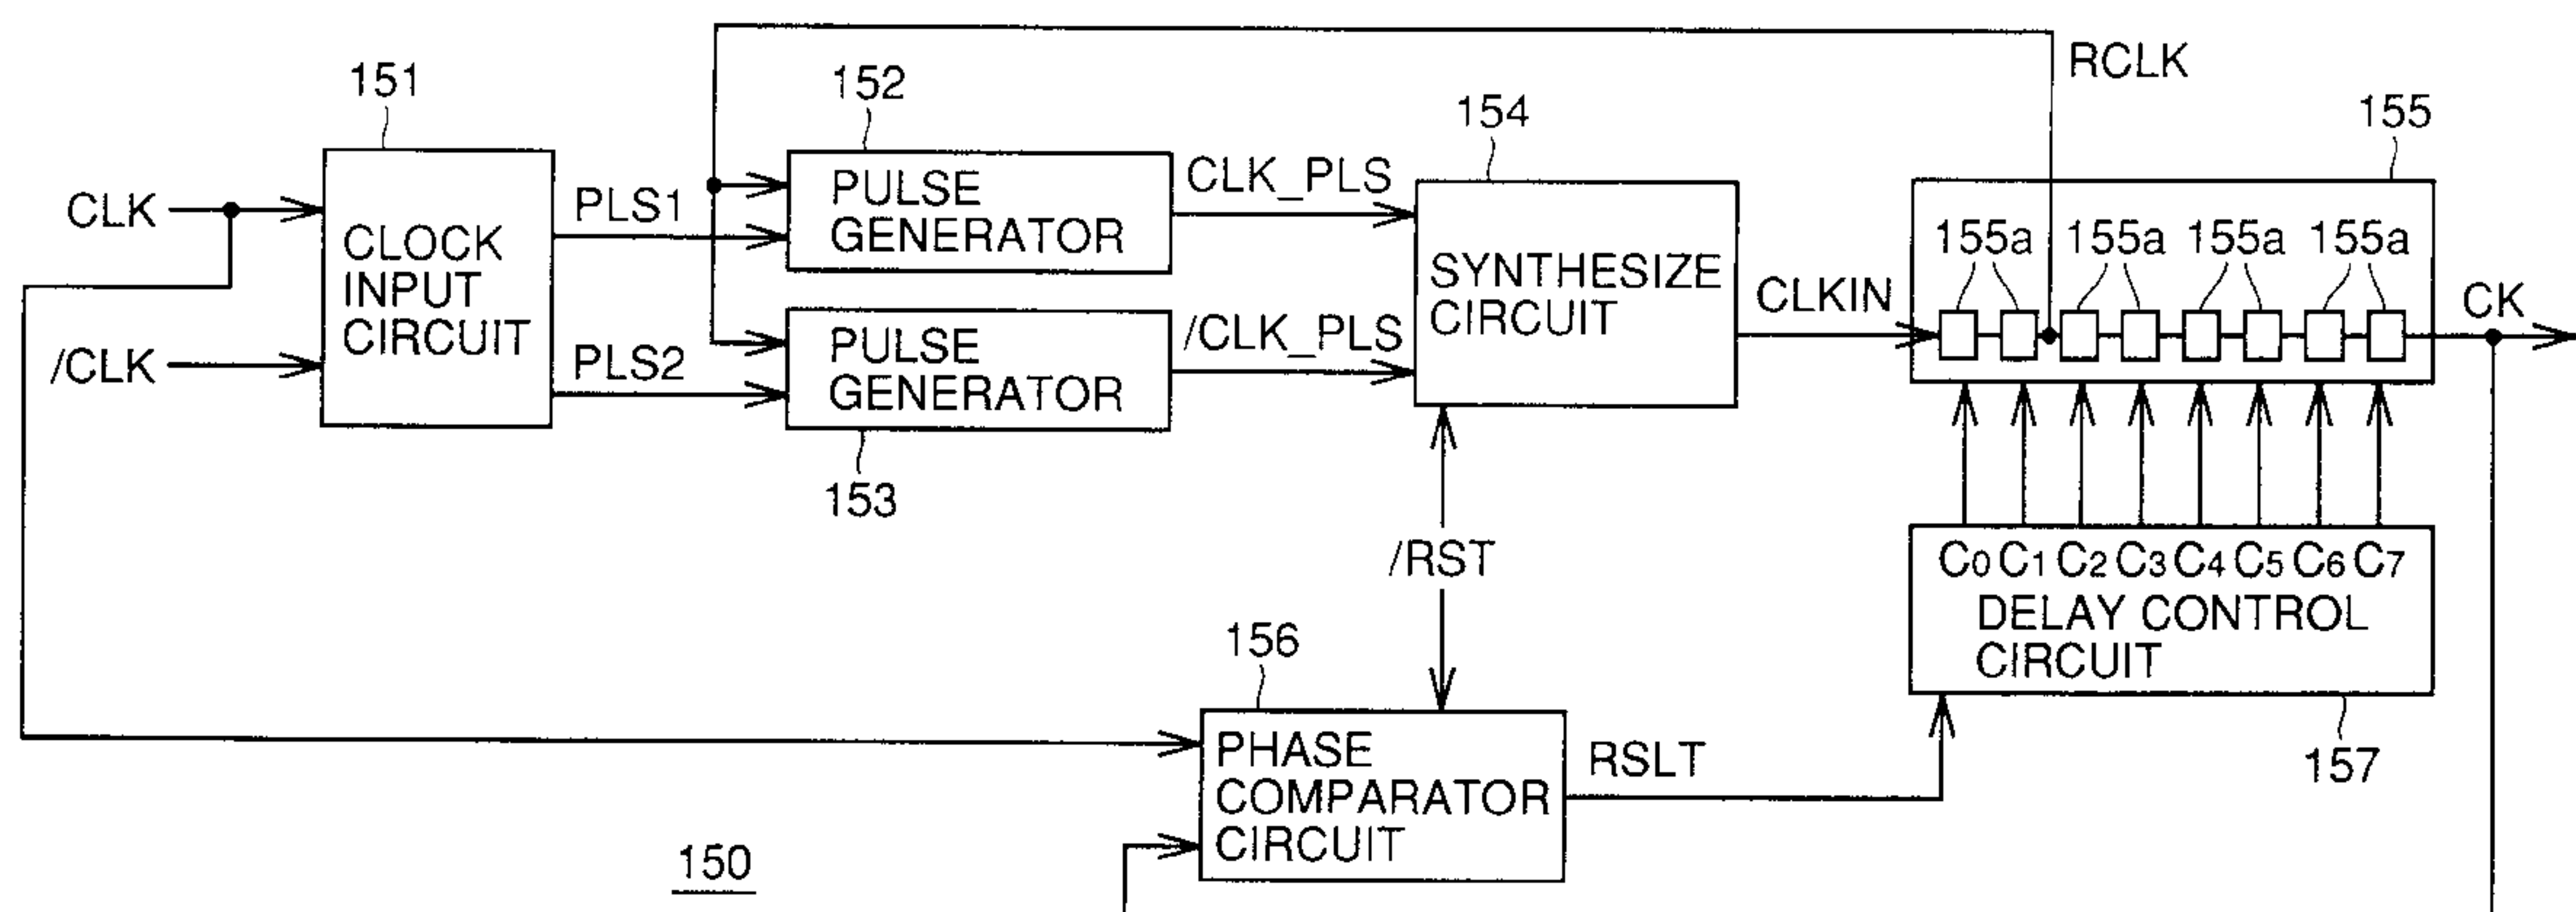 RCLK
151
152
154
155
CLK
CLOCK
INPUT
CIRCUIT
/CLK
PLS1
PLS2
PULSE
GENERATOR
CLK_PLS
PULSE
GENERATOR
/CLK_PLS
153
SYNTHESIZE
CIRCUIT
CLKIN
155a 155a 155a 155a
CK
/RST
C0 C1 C2 C3 C4 C5 C6 C7
DELAY CONTROL
CIRCUIT
157
156
PHASE
COMPARATOR
CIRCUIT
RSLT
150